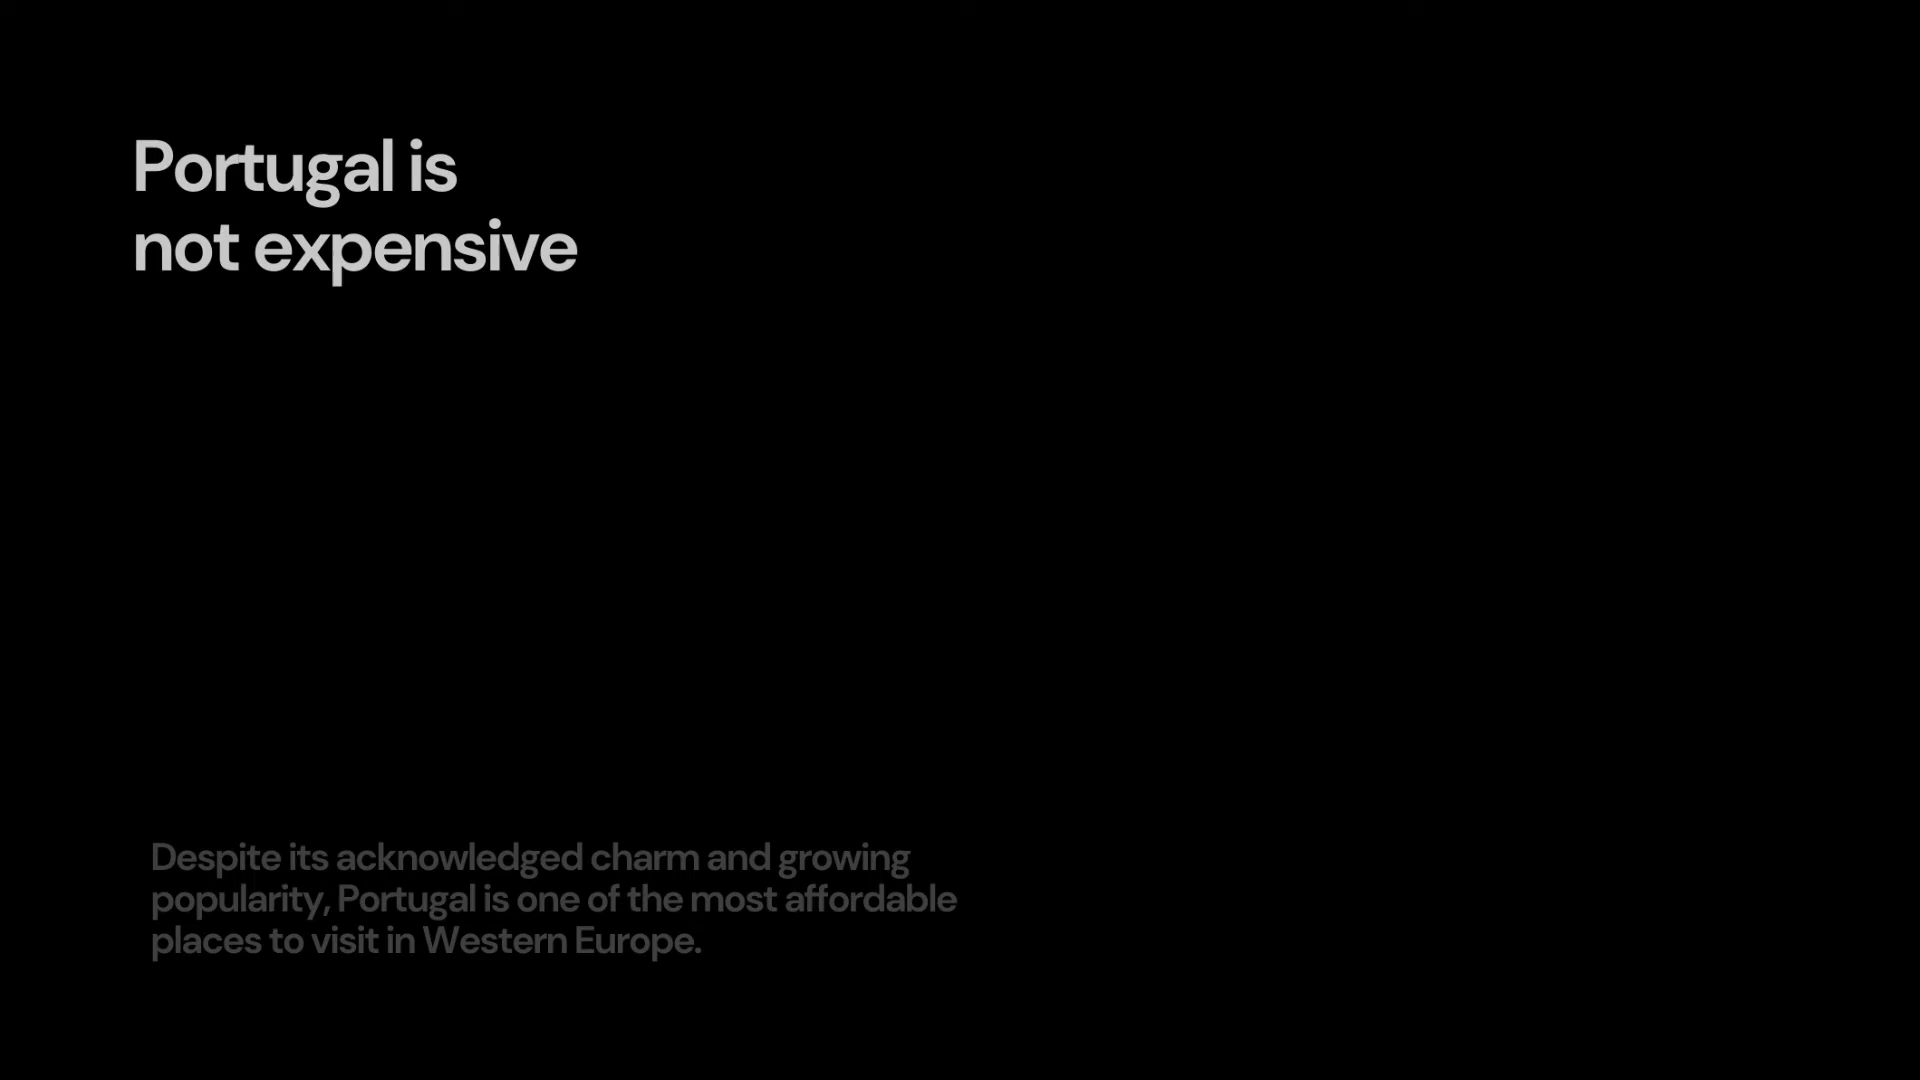 Portugal is
not expensive
Despite its acknowledged charm and growing
popularity, Portugal is one of the most affordable
places to visit in Western Europe.